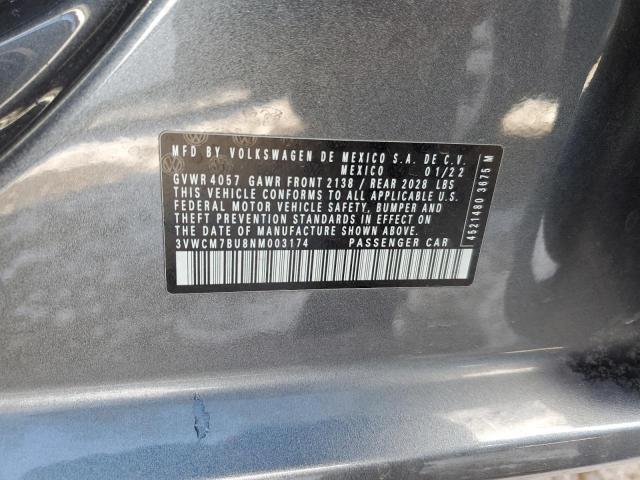 MFD BY VOLKSWAGEN DE MEXICO S.A. DE C.V.
MEXICO 01/22
GVWR 4057 GAWR FRONT 2138 / REAR 2028 LBS
THIS VEHICLE CONFORMS TO ALL APPLICABLE U.S.
FEDERAL MOTOR VEHICLE SAFETY, BUMPER AND
THEFT PREVENTION STANDARDS IN EFFECT ON
THE DATE OF MANUFACTURE SHOWN ABOVE.
3VWCM7BU8NM003174 PASSENGER CAR
4521480 3675 M